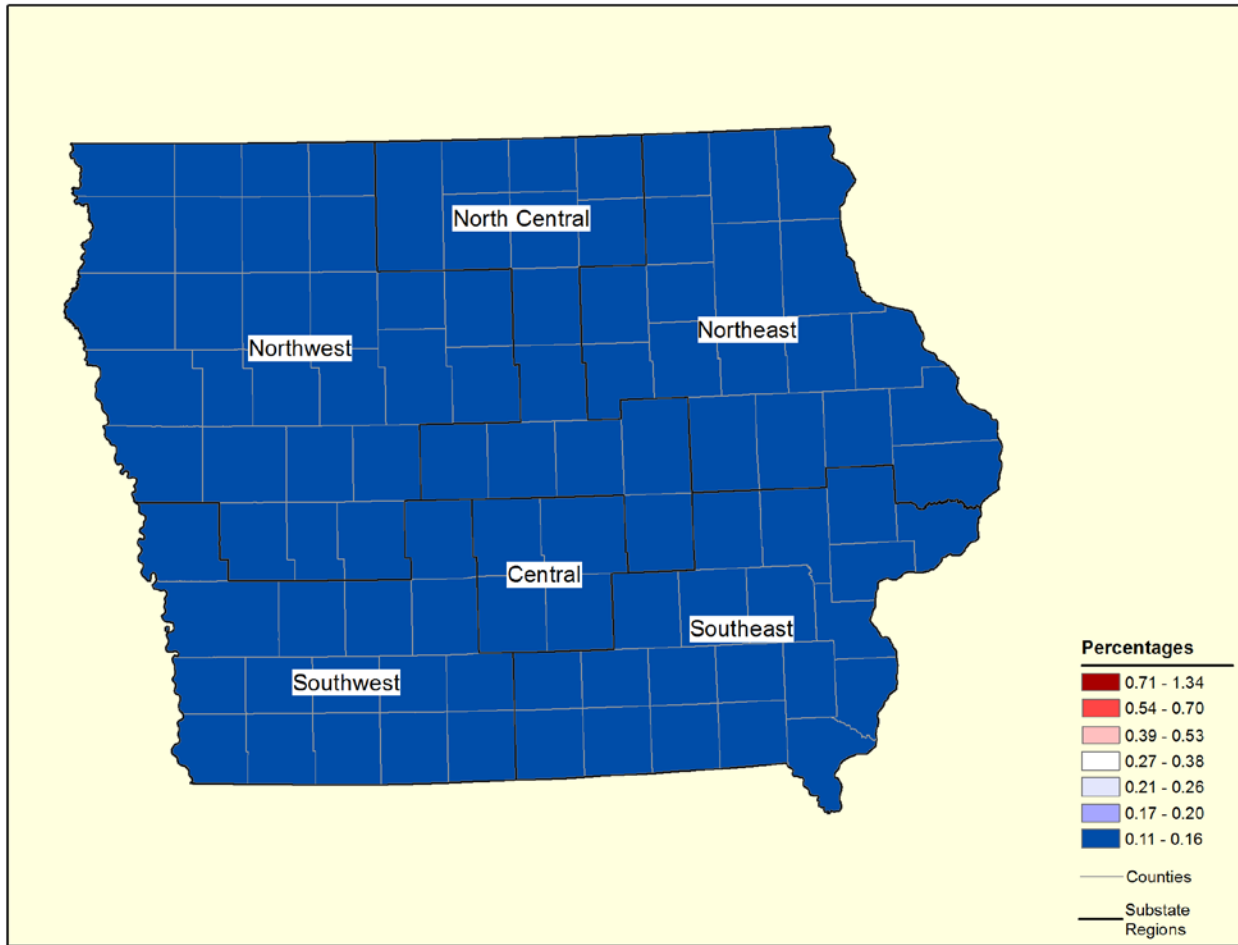 North Central
Northeast
Northwest
Central
Southeast
Southwest
Percentages
0.71 - 1.34
0.54 - 0.70
0.39 - 0.53
0.27 - 0.38
0.21 - 0.26
0.17 - 0.20
0.11 - 0.16
Counties
Substate
Regions